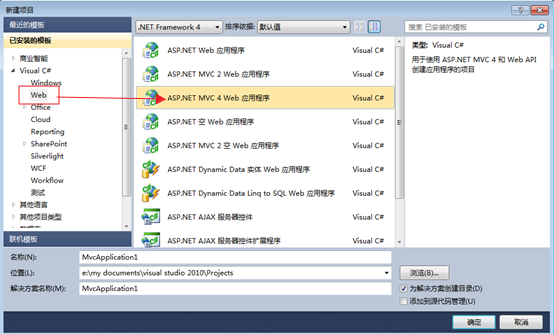 新建项目
最近的模板
.NET Framework 4 排序依据: 默认值
搜索 已安装的模板
已安装的模板
商业智能
Visual C#
Windows
Web
Office
Cloud
Reporting
SharePoint
Silverlight
WCF
Workflow
测试
其他语言
其他项目类型
联机模板
ASP.NET Web 应用程序 Visual C#
ASP.NET MVC 2 Web 应用程序 Visual C#
ASP.NET MVC 4 Web 应用程序 Visual C#
ASP.NET 空 Web 应用程序 Visual C#
ASP.NET MVC 2 空 Web 应用程序 Visual C#
ASP.NET Dynamic Data 实体 Web 应用程序 Visual C#
ASP.NET Dynamic Data Linq to SQL Web 应用程序 Visual C#
ASP.NET AJAX 服务器控件 Visual C#
ASP.NET AJAX 服务器控件扩展程序 Visual C#
类型: Visual C#
用于使用 ASP.NET MVC 4 和 Web API
创建应用程序的项目
名称(N): MvcApplication1
位置(L): e:\my documents\visual studio 2010\Projects 浏览(B)...
解决方案名称(M): MvcApplication1 为解决方案创建目录(D)
添加到源代码管理(U)
确定 取消